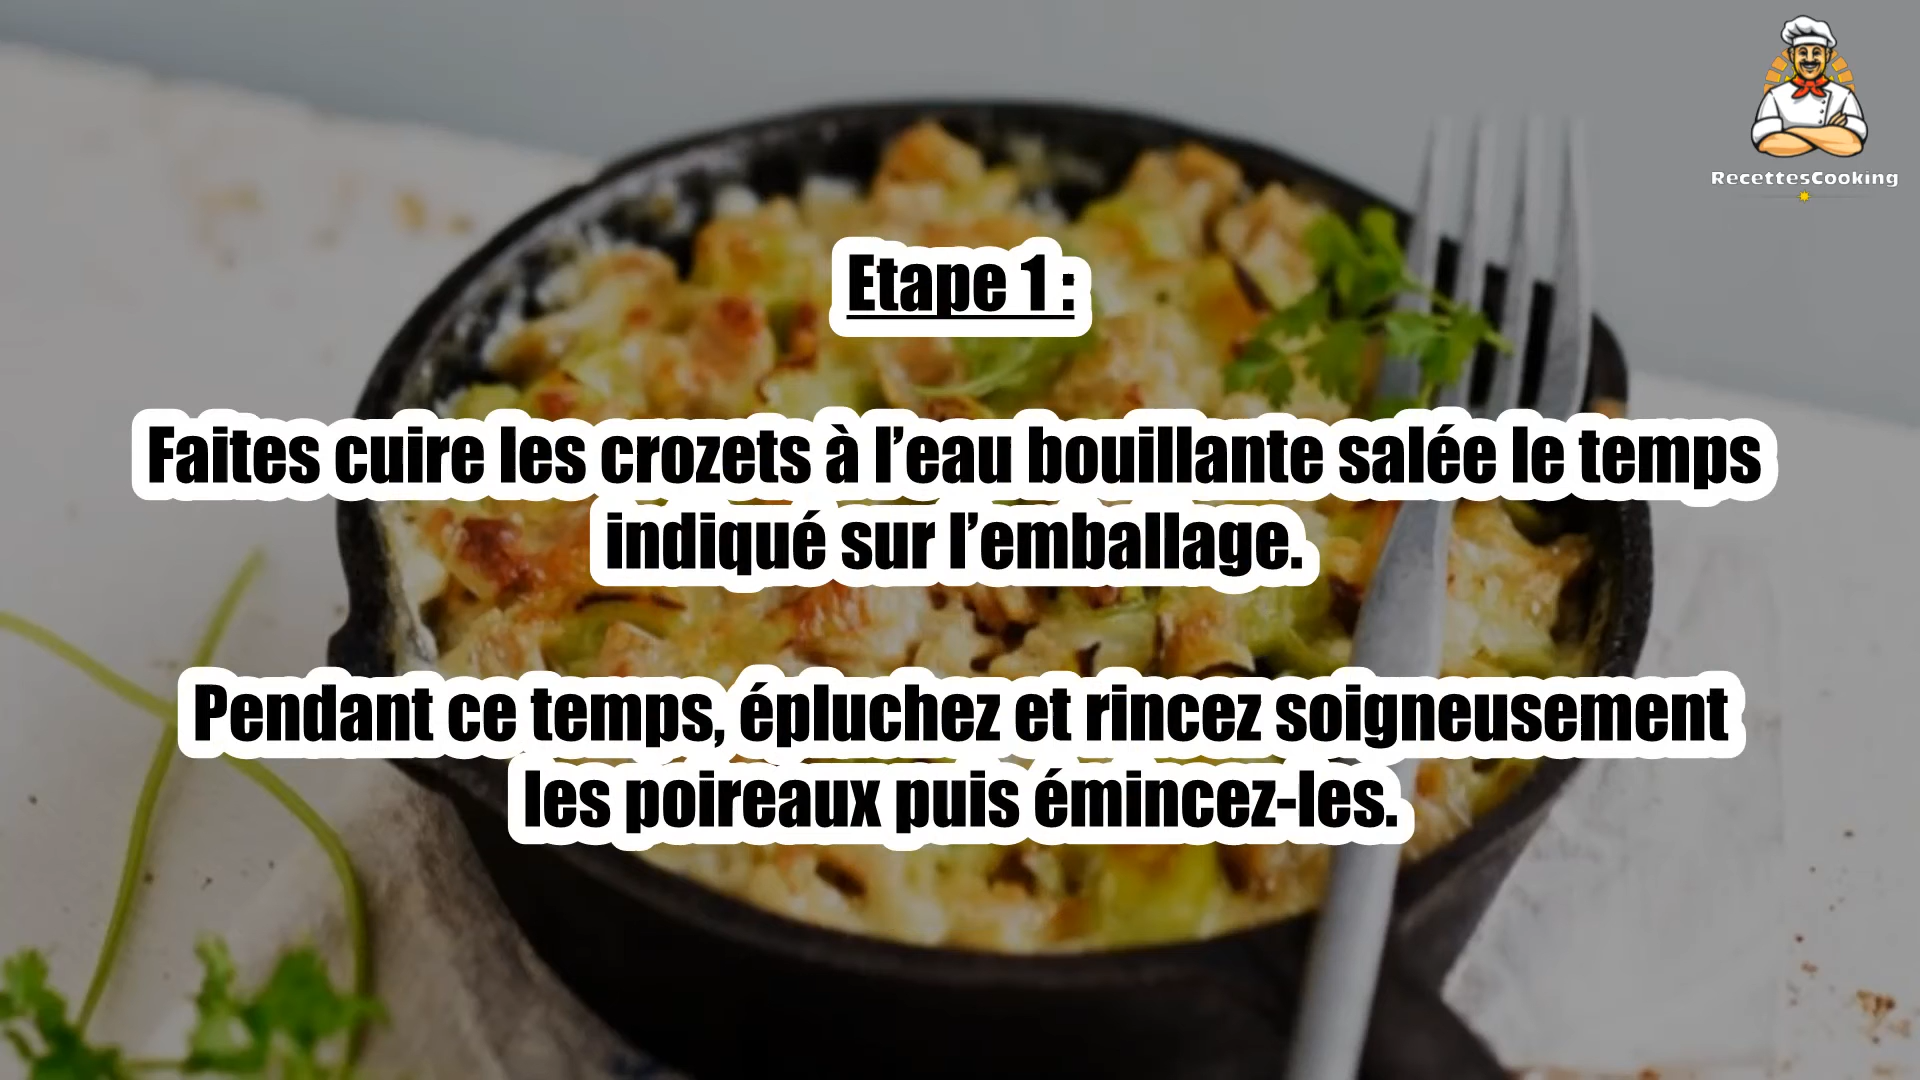 RecettesCooking
Etape 1 :
Faites cuire les crozets à l’eau bouillante salée le temps
indiqué sur l’emballage.
Pendant ce temps, épluchez et rincez soigneusement
les poireaux puis émincez-les.